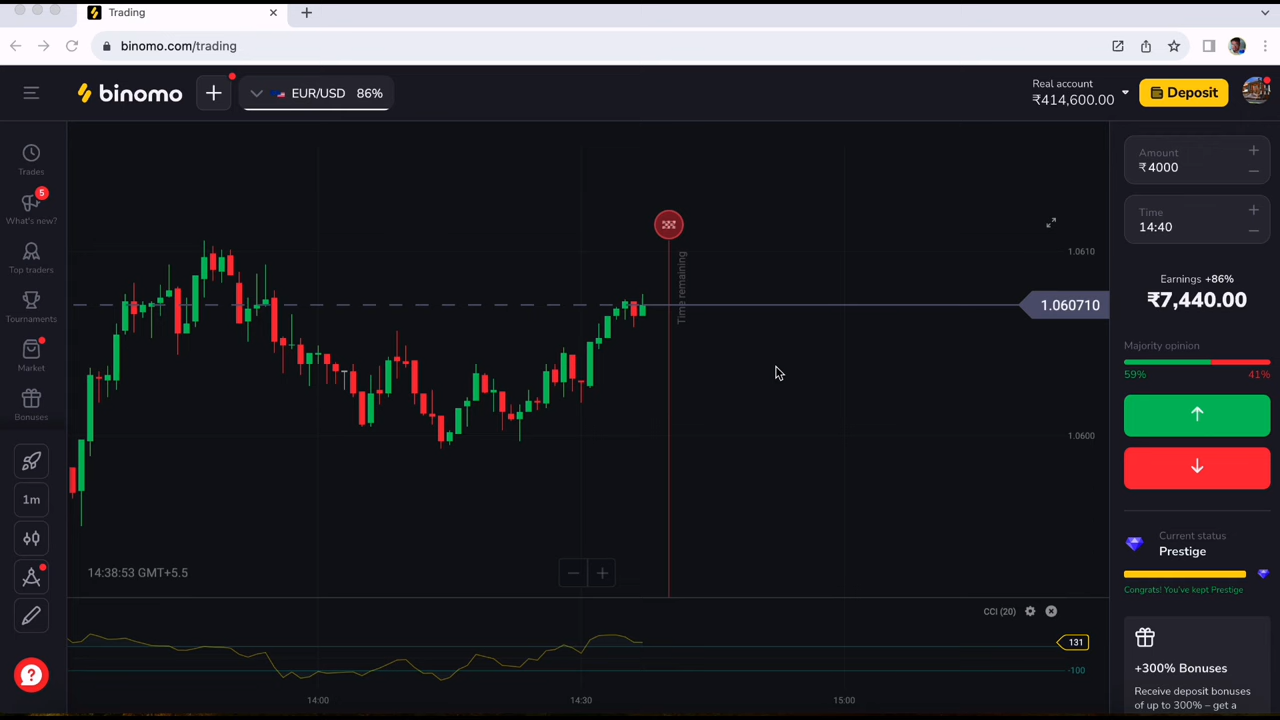 Trading
binomo.com/trading
binomo
EUR/USD 86%
Real account
₹414,600.00
Deposit
Trades
5
What's new?
Top traders
Tournaments
Market
Bonuses
1m
Time remaining
1.0610
1.060710
1.0600
14:38:53 GMT+5.5
CCI (20)
131
-100
14:00
14:30
15:00
Amount
₹4000
Time
14:40
Earnings +86%
₹7,440.00
Majority opinion
59%
41%
Current status
Prestige
Congrats! You've kept Prestige
+300% Bonuses
Receive deposit bonuses
of up to 300% – get a